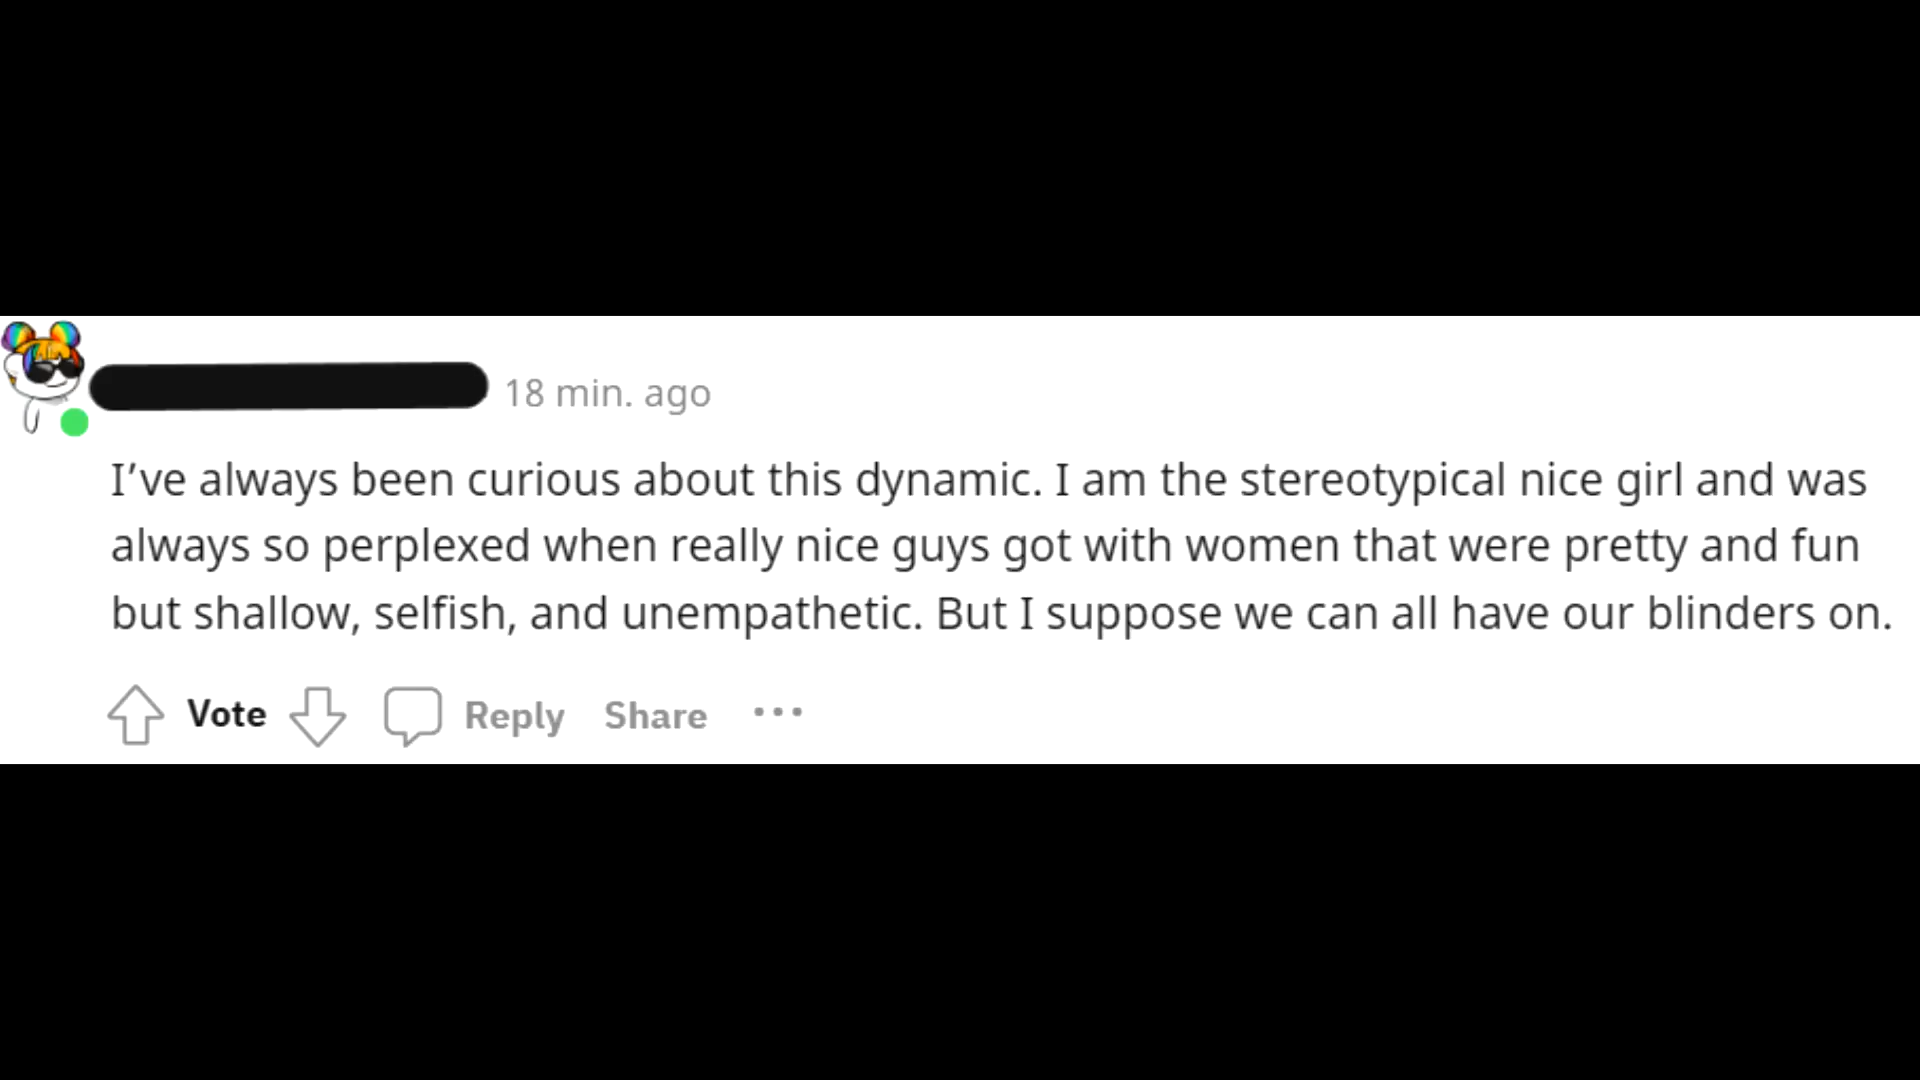 18 min. ago
I’ve always been curious about this dynamic. I am the stereotypical nice girl and was
always so perplexed when really nice guys got with women that were pretty and fun
but shallow, selfish, and unempathetic. But I suppose we can all have our blinders on.
Vote Reply Share ···